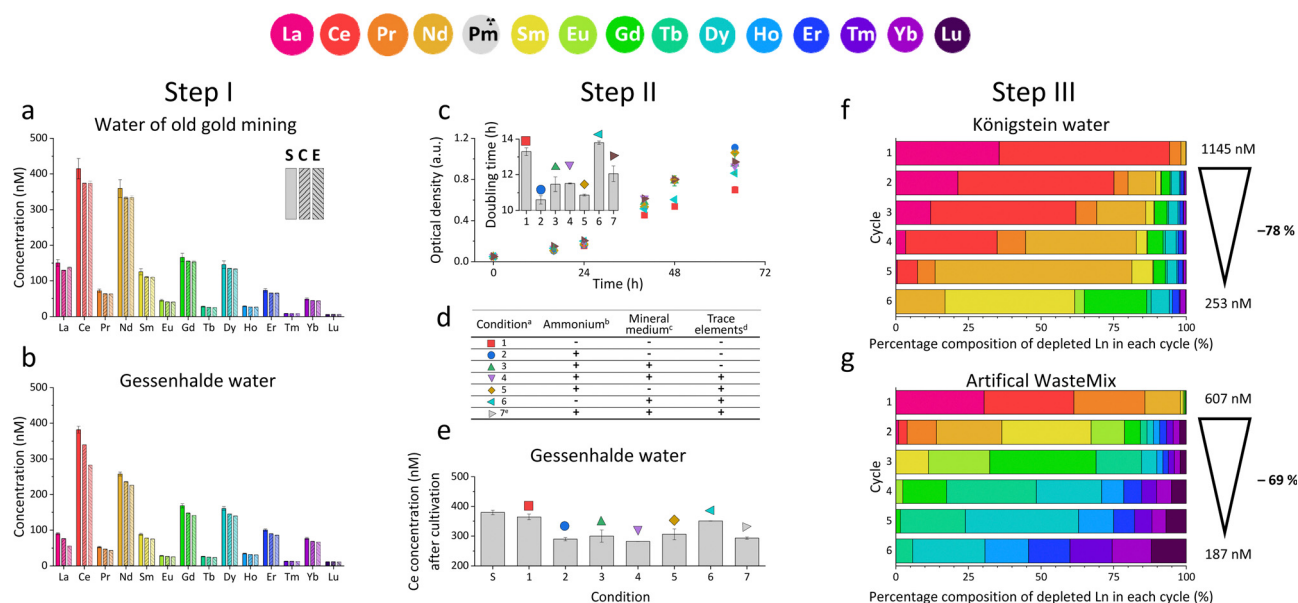 La Ce Pr Nd Pm Sm Eu Gd Tb Dy Ho Er Tm Yb Lu
Step I
a
Water of old gold mining
S C E
Concentration (nM)
500
400
300
200
100
0
La Ce Pr Nd Sm Eu Gd Tb Dy Ho Er Tm Yb Lu
b
Gessenhalde water
Concentration (nM)
500
400
300
200
100
0
La Ce Pr Nd Sm Eu Gd Tb Dy Ho Er Tm Yb Lu
Step II
c
Optical density (a.u.)
1.2
0.8
0.4
0.0
0 24 48 72
Time (h)
Doubling time (h)
14
13
12
11
10
1 2 3 4 5 6 7
d
Conditionᵃ Ammoniumᵇ Mineral mediumᶜ Trace elementsᵈ
1 - - -
2 + - -
3 + + -
4 + + +
5 + - +
6 - + +
7ᵉ + + +
e
Gessenhalde water
Ce concentration (nM)
after cultivation
500
400
300
200
S 1 2 3 4 5 6 7
Condition
Step III
f
Königstein water
Cycle
1
2
3
4
5
6
0 25 50 75 100
Percentage composition of depleted Ln in each cycle (%)
1145 nM
–78 %
253 nM
g
Artifical WasteMix
Cycle
1
2
3
4
5
6
0 25 50 75 100
Percentage composition of depleted Ln in each cycle (%)
607 nM
– 69 %
187 nM